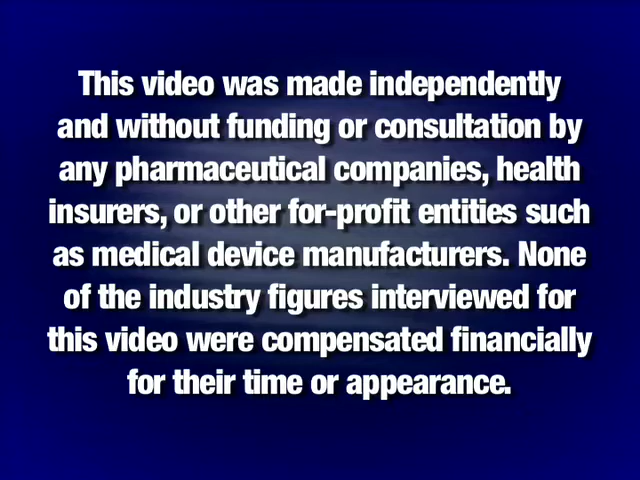 This video was made independently
and without funding or consultation by
any pharmaceutical companies, health
insurers, or other for-profit entities such
as medical device manufacturers. None
of the industry figures interviewed for
this video were compensated financially
for their time or appearance.